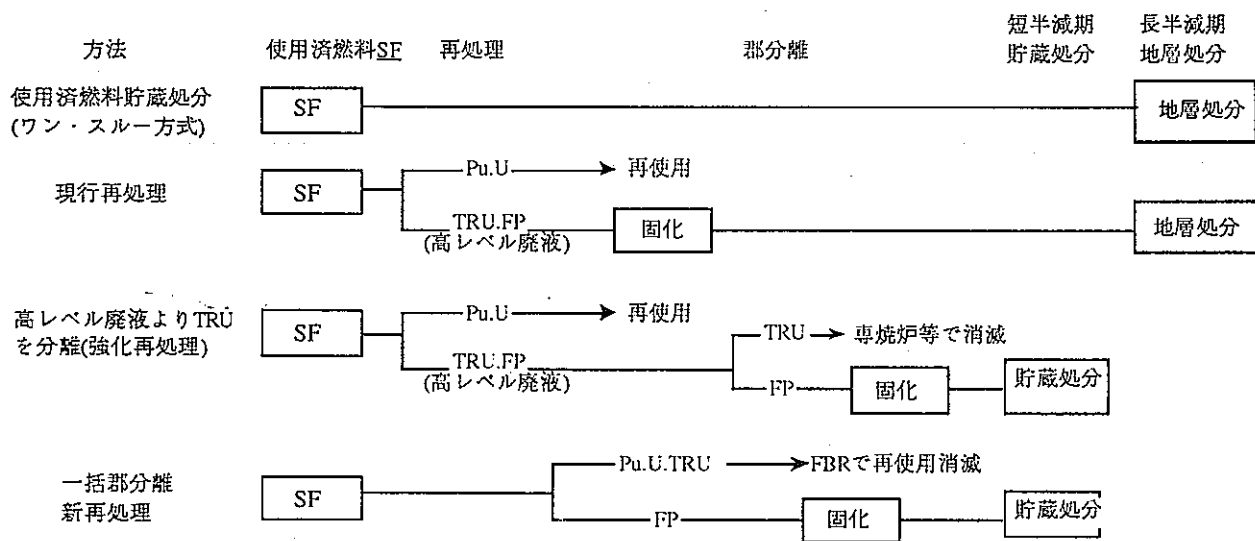 短半減期 長半減期
方法 使用済燃料SF 再処理 郡分離 貯蔵処分 地層処分
使用済燃料貯蔵処分
(ワン・スルー方式)
SF 地層処分
現行再処理
SF
Pu.U 再使用
TRU.FP
(高レベル廃液)
固化 地層処分
高レベル廃液よりTRU
を分離(強化再処理)
SF
Pu.U 再使用
TRU.FP
(高レベル廃液)
TRU 専焼炉等で消滅
FP 固化 貯蔵処分
一括郡分離
新再処理
SF
Pu.U.TRU FBRで再使用消滅
FP 固化 貯蔵処分